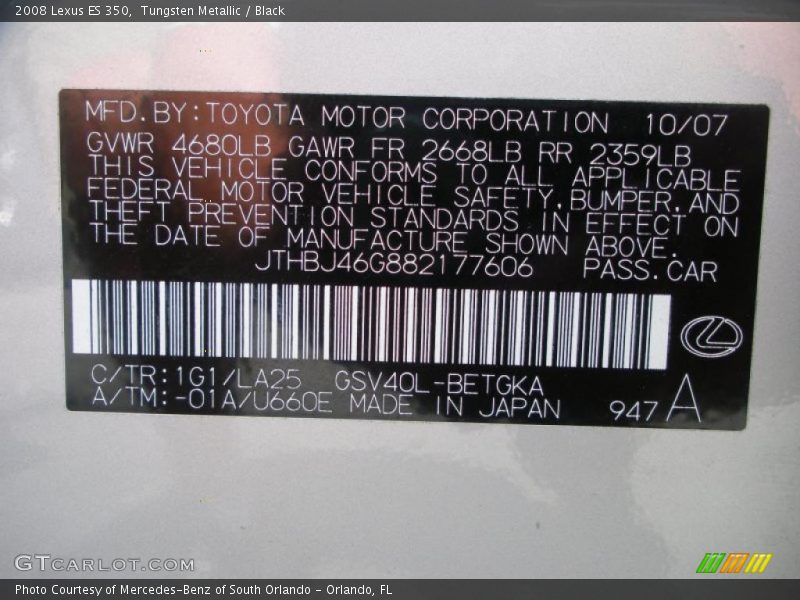 2008 Lexus ES 350, Tungsten Metallic / Black
MFD.BY:TOYOTA MOTOR CORPORATION 10/07
GVWR 4680LB GAWR FR 2668LB RR 2359LB
THIS VEHICLE CONFORMS TO ALL APPLICABLE
FEDERAL MOTOR VEHICLE SAFETY,BUMPER,AND
THEFT PREVENTION STANDARDS IN EFFECT ON
THE DATE OF MANUFACTURE SHOWN ABOVE.
JTHBJ46G882177606 PASS.CAR
C/TR:1G1/LA25 GSV40L-BETGKA
A/TM:-01A/U660E MADE IN JAPAN 947 A
GTCARLOT.COM
Photo Courtesy of Mercedes-Benz of South Orlando - Orlando, FL